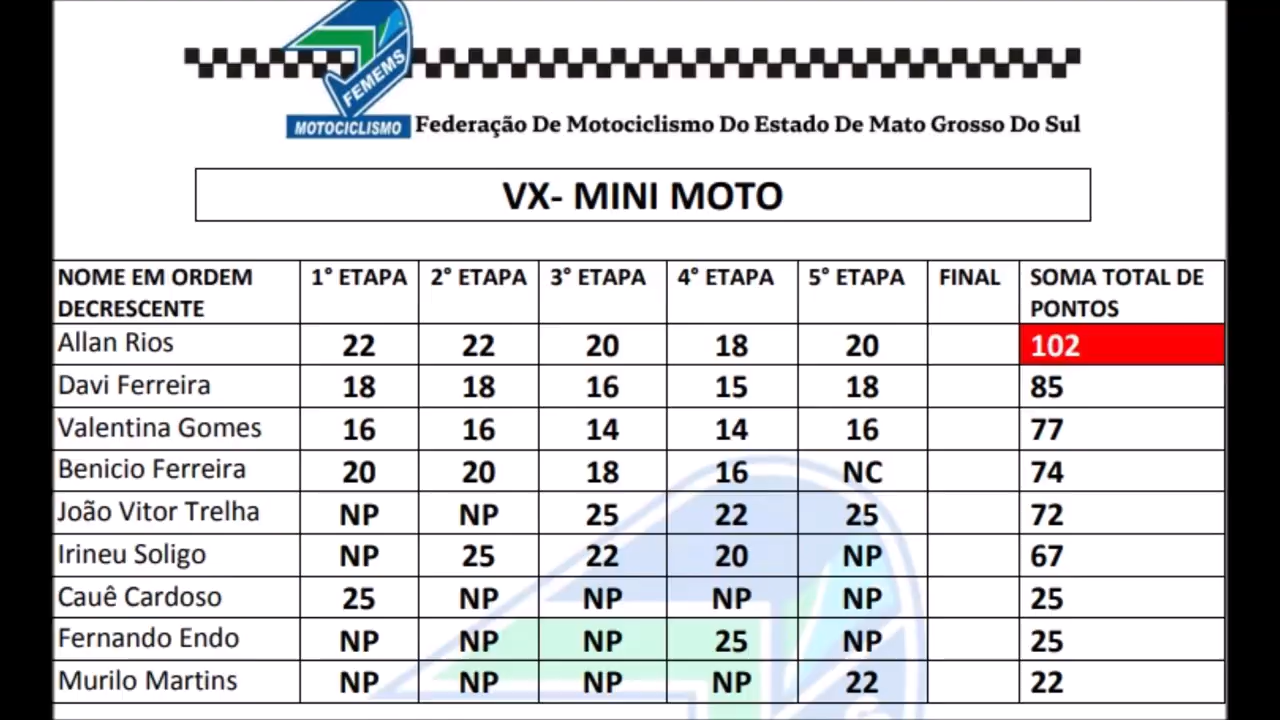 FEMEMS
MOTOCICLISMO
Federação De Motociclismo Do Estado De Mato Grosso Do Sul
VX- MINI MOTO
NOME EM ORDEM DECRESCENTE 1° ETAPA 2° ETAPA 3° ETAPA 4° ETAPA 5° ETAPA FINAL SOMA TOTAL DE PONTOS
Allan Rios 22 22 20 18 20 102
Davi Ferreira 18 18 16 15 18 85
Valentina Gomes 16 16 14 14 16 77
Benicio Ferreira 20 20 18 16 NC 74
João Vitor Trelha NP NP 25 22 25 72
Irineu Soligo NP 25 22 20 NP 67
Cauê Cardoso 25 NP NP NP NP 25
Fernando Endo NP NP NP 25 NP 25
Murilo Martins NP NP NP NP 22 22